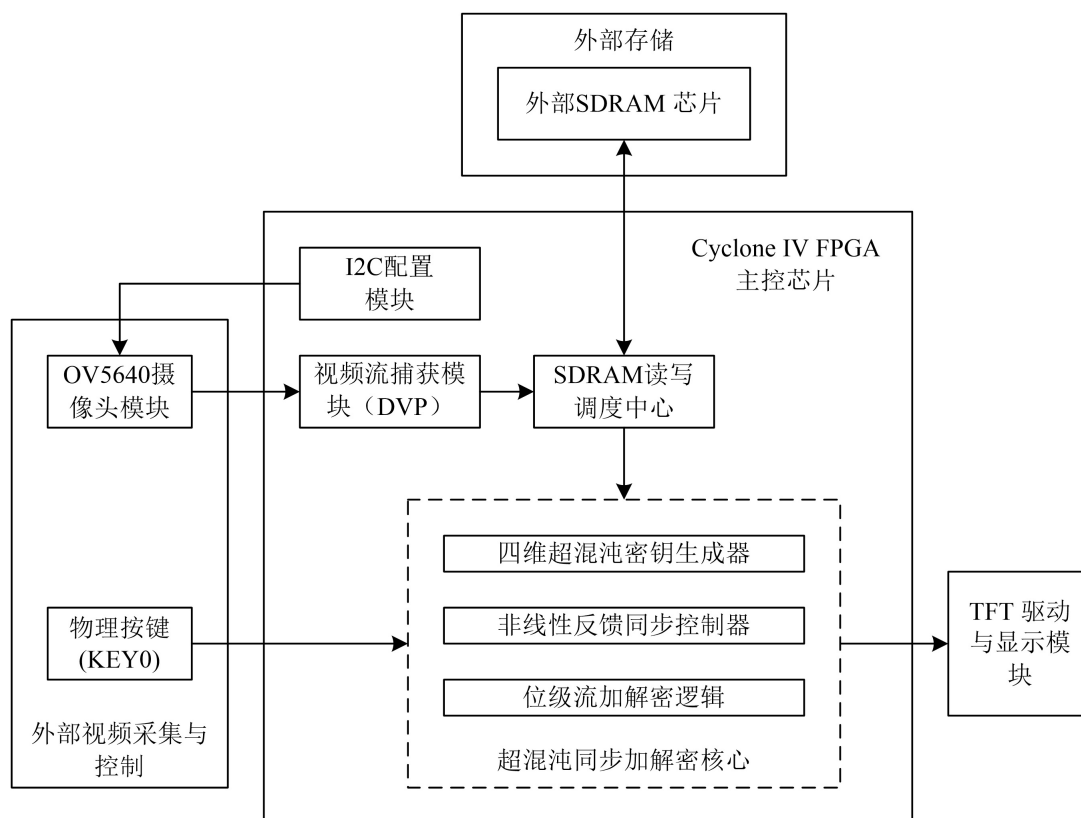 外部存储
外部SDRAM 芯片
Cyclone IV FPGA
主控芯片
I2C配置
模块
OV5640摄
像头模块
视频流捕获模
块（DVP）
SDRAM读写
调度中心
四维超混沌密钥生成器
非线性反馈同步控制器
位级流加解密逻辑
超混沌同步加解密核心
物理按键
(KEY0)
外部视频采集与
控制
TFT 驱动
与显示模
块